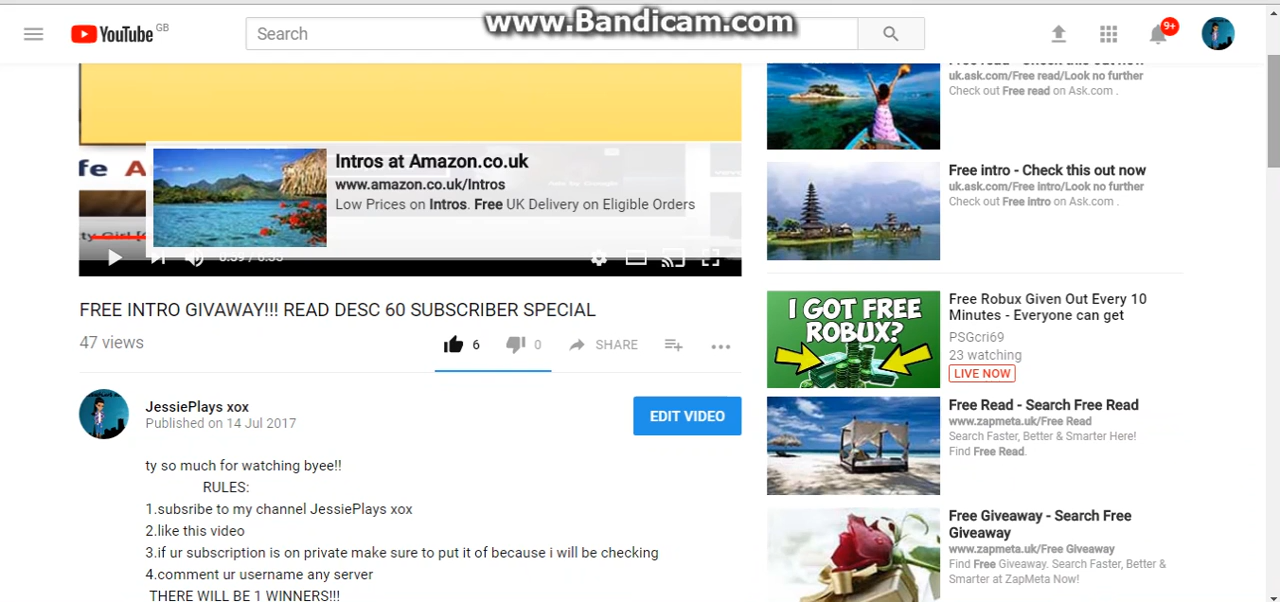 www.Bandicam.com
YouTube GB
Search
9+
uk.ask.com/Free read/Look no further
Check out Free read on Ask.com .
Intros at Amazon.co.uk
www.amazon.co.uk/Intros
Low Prices on Intros. Free UK Delivery on Eligible Orders
Free intro - Check this out now
uk.ask.com/Free intro/Look no further
Check out Free intro on Ask.com .
FREE INTRO GIVAWAY!!! READ DESC 60 SUBSCRIBER SPECIAL
47 views
6
0
SHARE
I GOT FREE
ROBUX?
Free Robux Given Out Every 10
Minutes - Everyone can get
PSGcri69
23 watching
LIVE NOW
JessiePlays xox
Published on 14 Jul 2017
EDIT VIDEO
Free Read - Search Free Read
www.zapmeta.uk/Free Read
Search Faster, Better & Smarter Here!
Find Free Read.
ty so much for watching byee!!
RULES:
1.subsribe to my channel JessiePlays xox
2.like this video
3.if ur subscription is on private make sure to put it of because i will be checking
4.comment ur username any server
THERE WILL BE 1 WINNERS!!!
Free Giveaway - Search Free
Giveaway
www.zapmeta.uk/Free Giveaway
Find Free Giveaway. Search Faster, Better &
Smarter at ZapMeta Now!